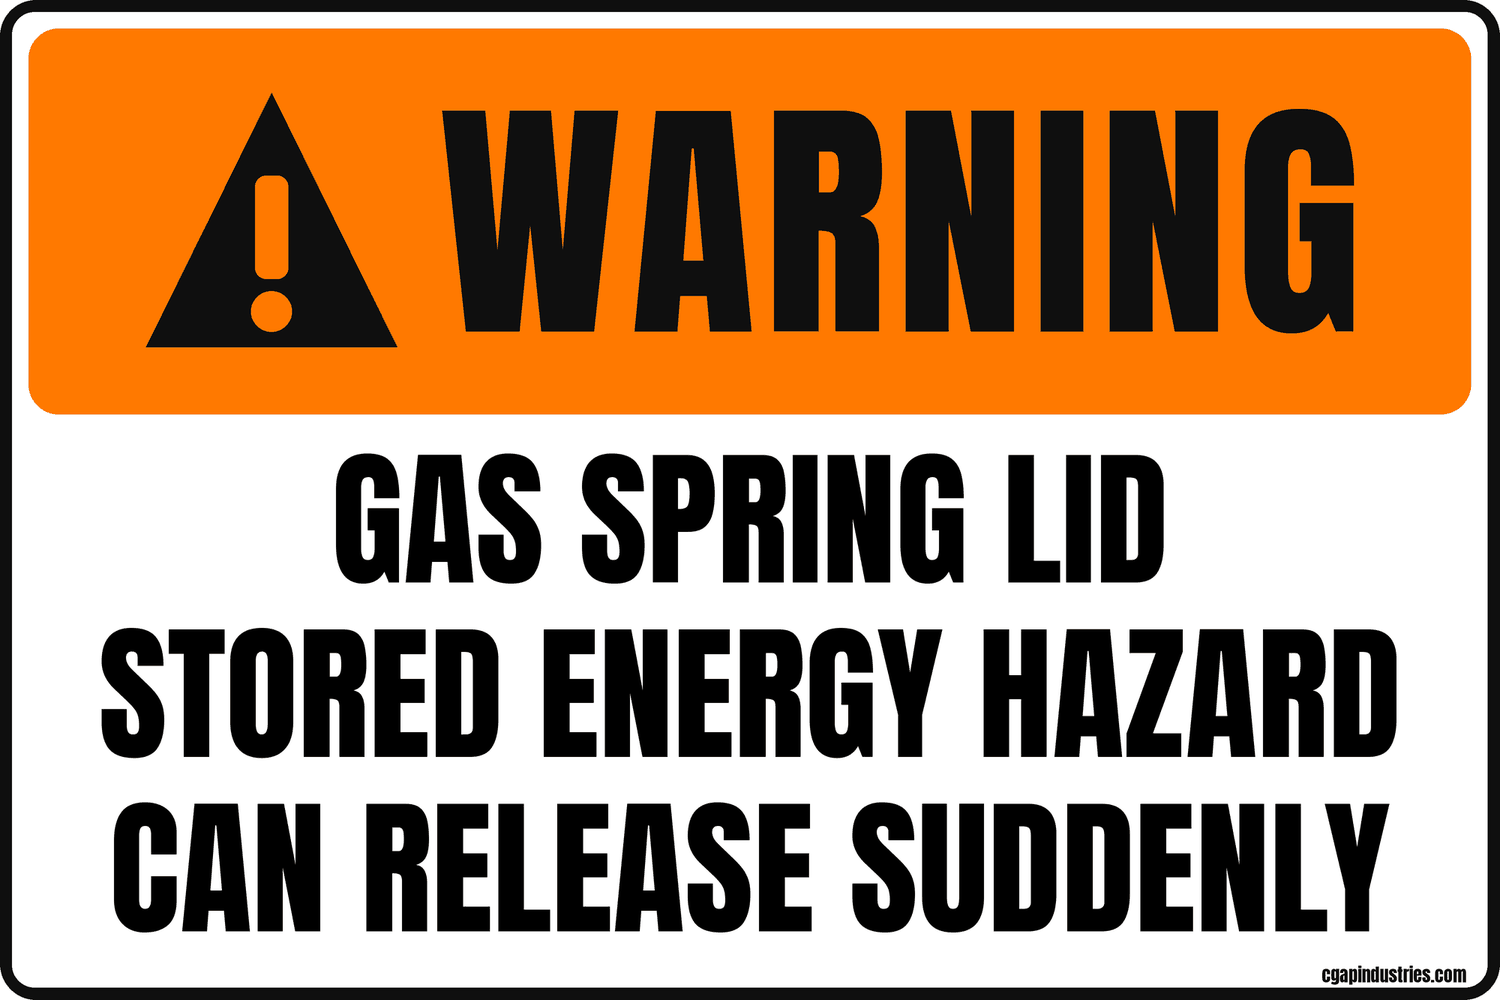 WARNING
GAS SPRING LID
STORED ENERGY HAZARD
CAN RELEASE SUDDENLY
cgapindustries.com